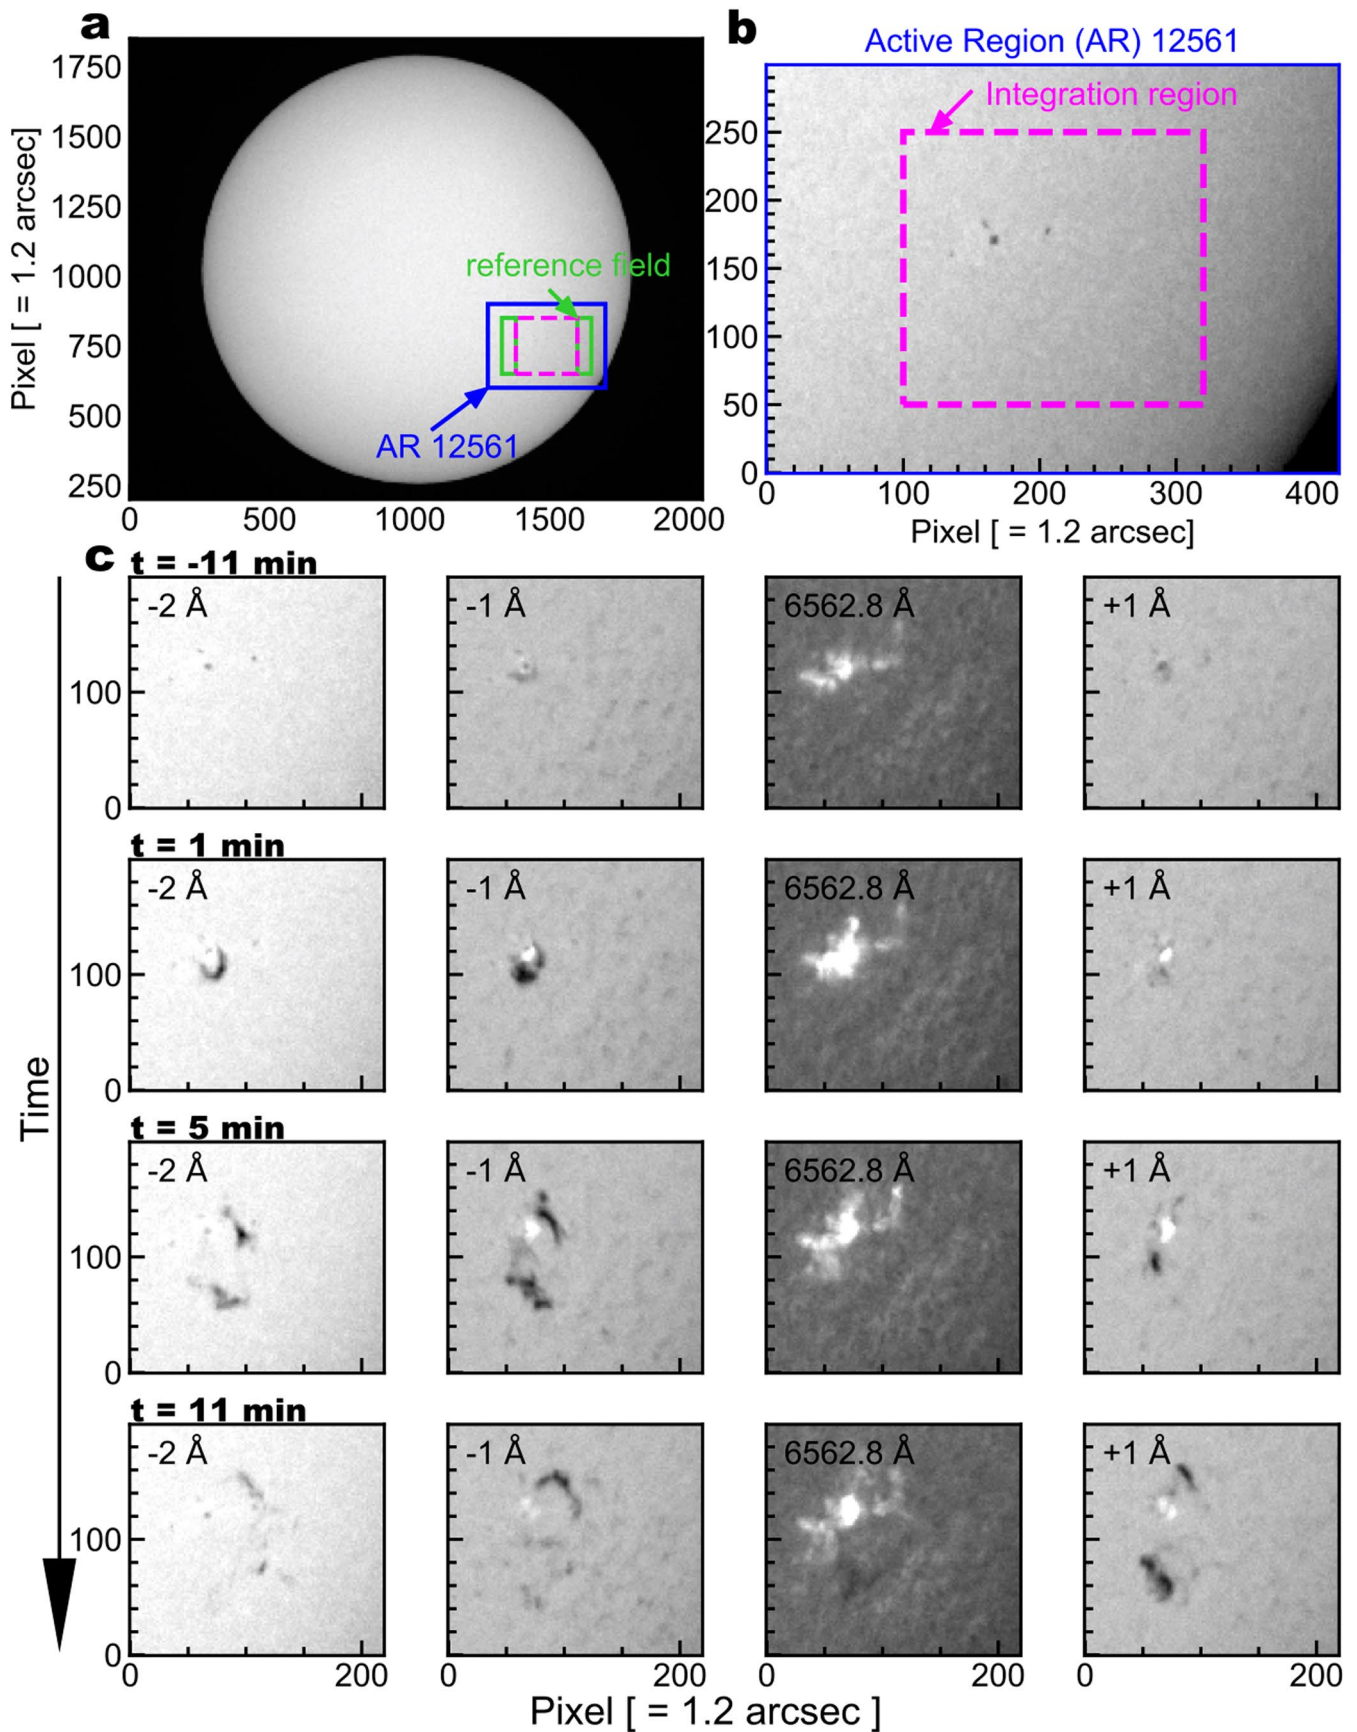 a
b
Active Region (AR) 12561
Pixel [ = 1.2 arcsec]
1750
1500
1250
1000
750
500
250
0
500
1000
1500
2000
reference field
AR 12561
Integration region
250
200
150
100
50
0
0
100
200
300
400
Pixel [ = 1.2 arcsec]
c
t = -11 min
-2 Å
-1 Å
6562.8 Å
+1 Å
100
0
t = 1 min
-2 Å
-1 Å
6562.8 Å
+1 Å
100
0
Time
t = 5 min
-2 Å
-1 Å
6562.8 Å
+1 Å
100
0
t = 11 min
-2 Å
-1 Å
6562.8 Å
+1 Å
100
0
0
200
0
200
0
200
0
200
Pixel [ = 1.2 arcsec ]